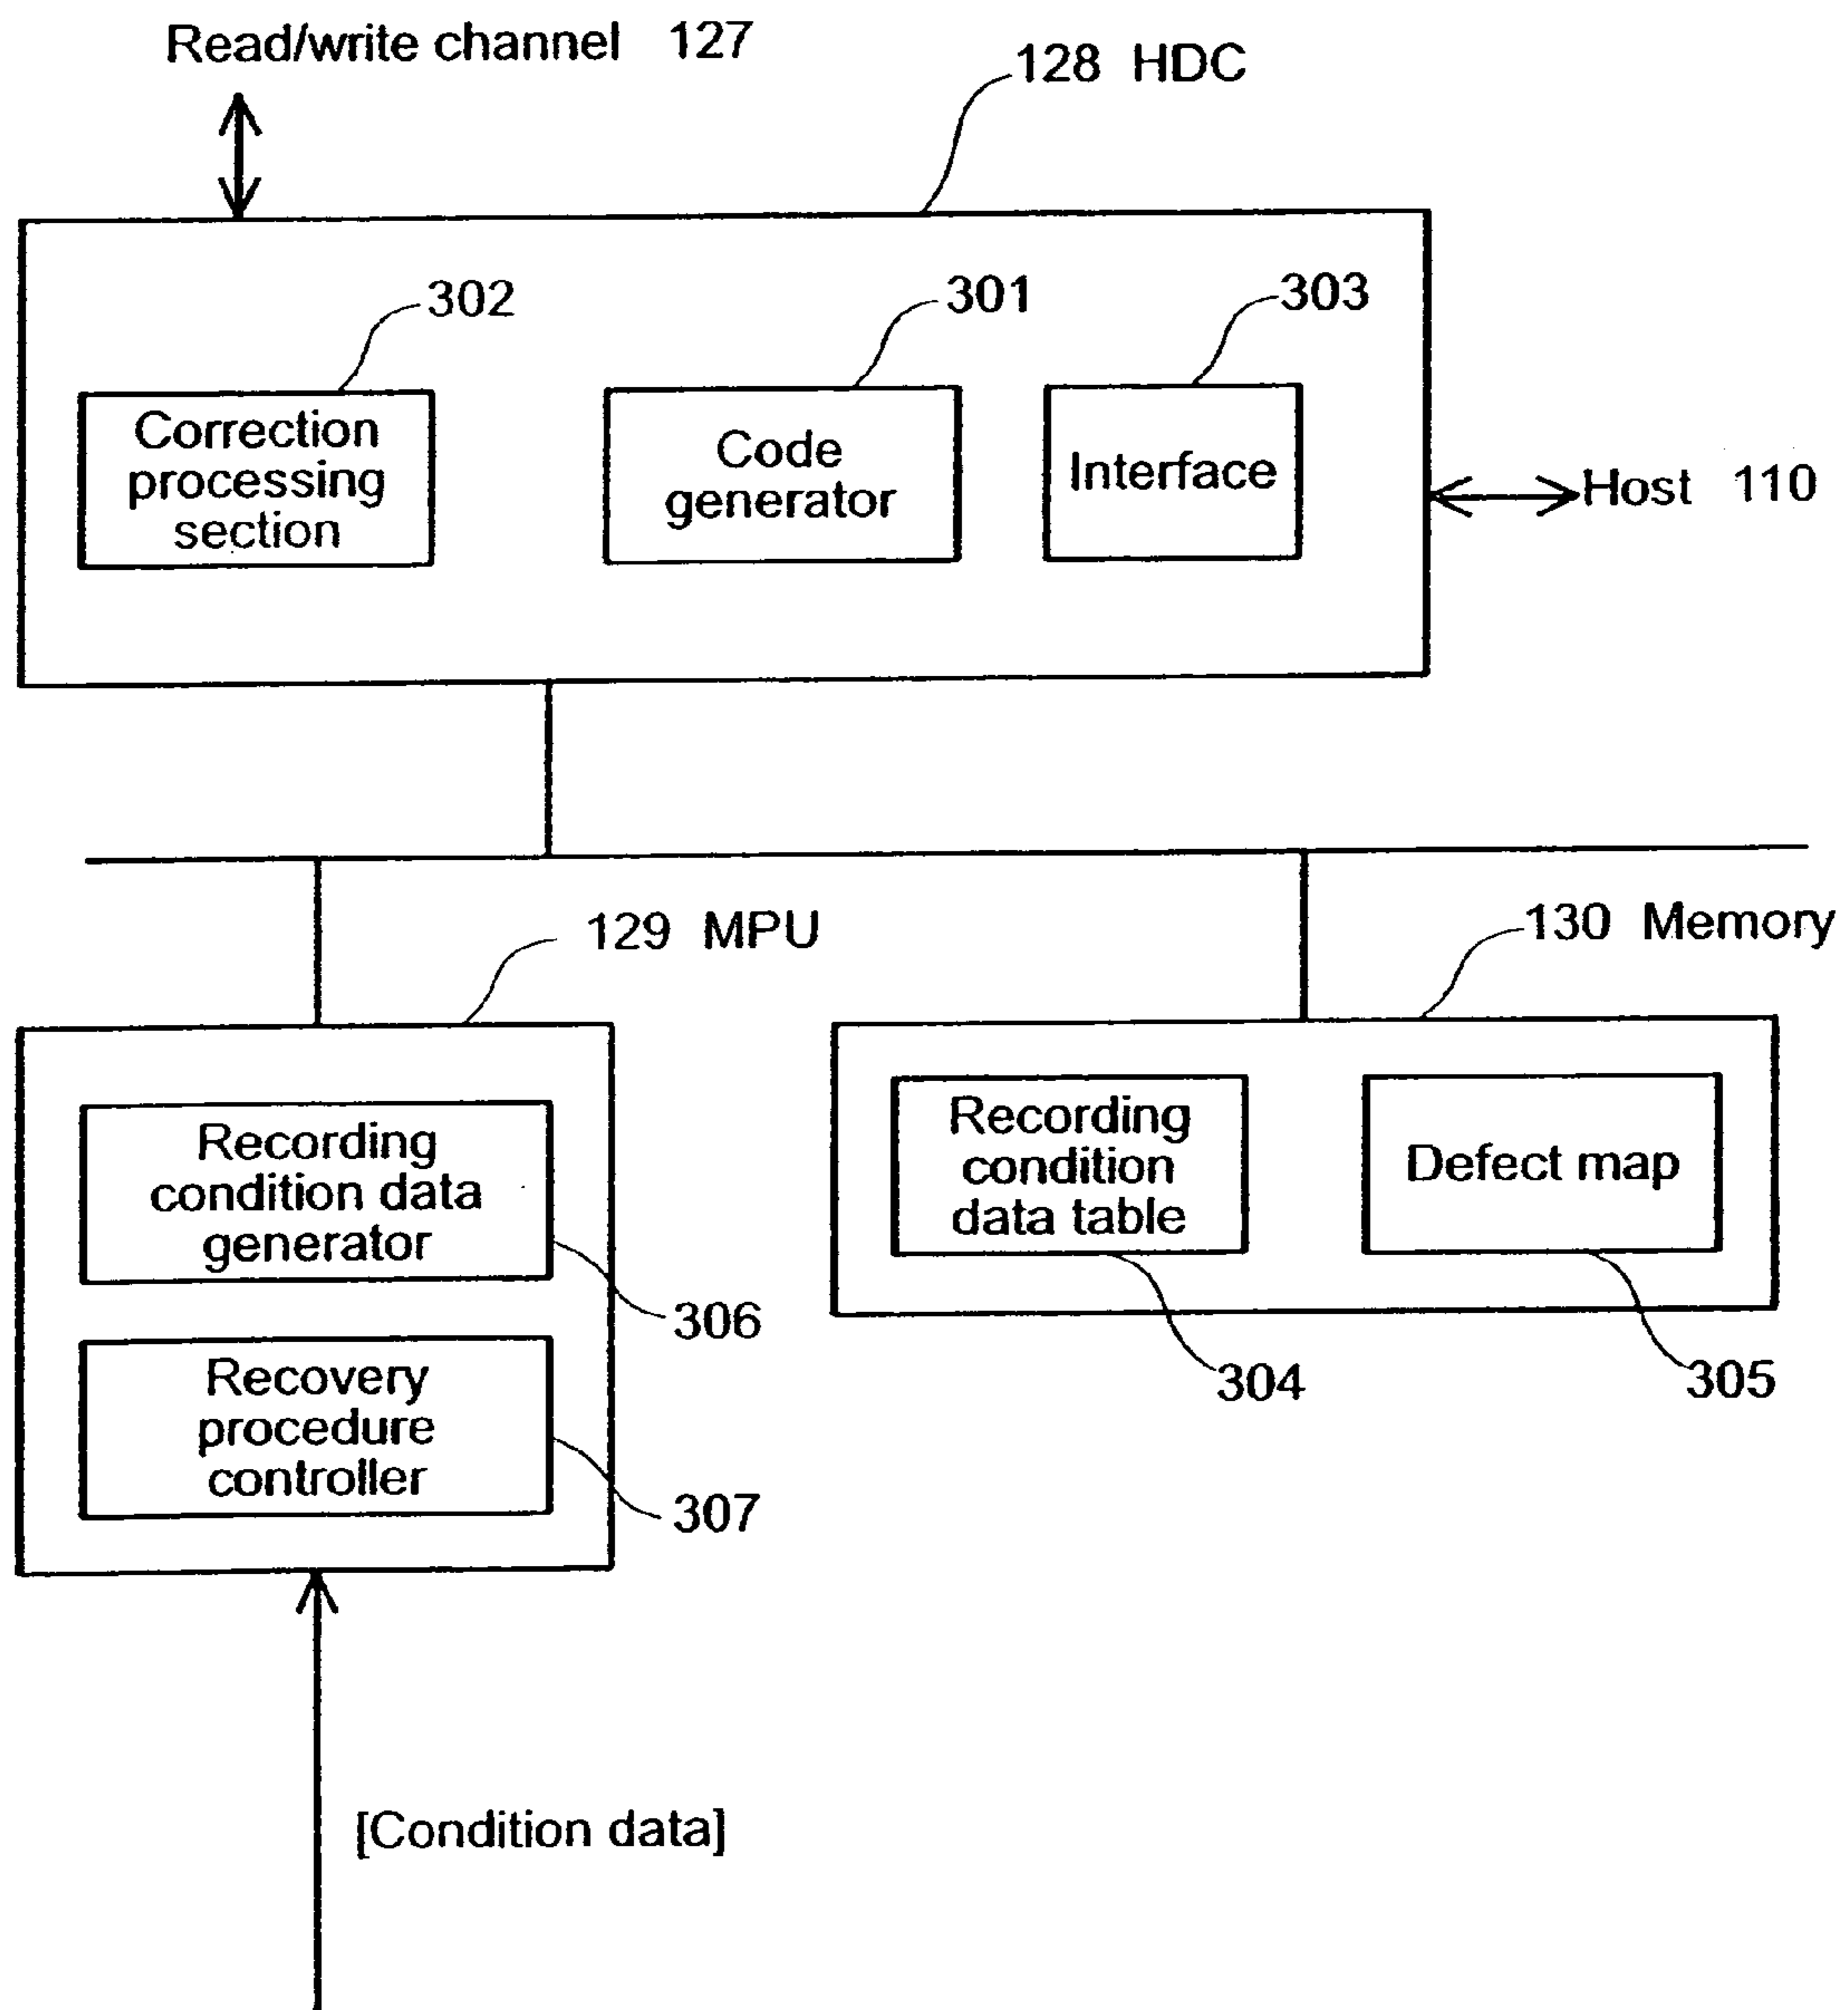 Read/write channel 127
128 HDC
302
301
303
Correction
processing
section
Code
generator
Interface
Host 110
129 MPU
130 Memory
Recording
condition data
generator
306
Recovery
procedure
controller
307
Recording
condition
data table
304
Defect map
305
[Condition data]